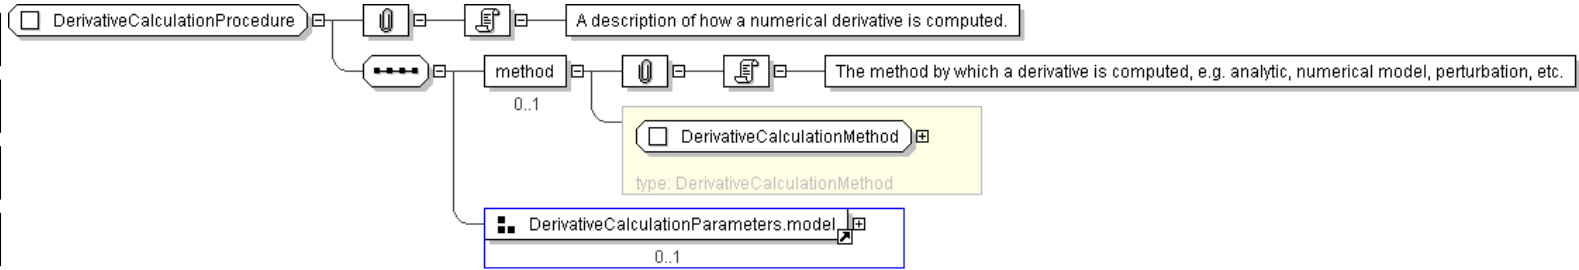 DerivativeCalculationProcedure
A description of how a numerical derivative is computed.
method
The method by which a derivative is computed, e.g. analytic, numerical model, perturbation, etc.
0..1
DerivativeCalculationMethod
type: DerivativeCalculationMethod
DerivativeCalculationParameters.model
0..1